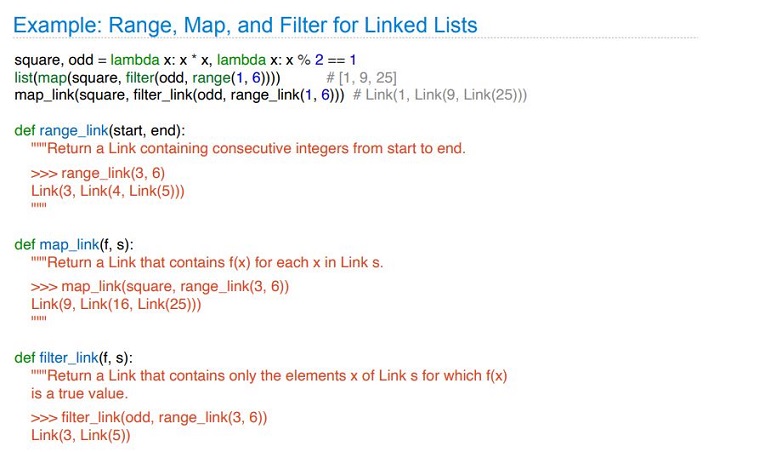 Example: Range, Map, and Filter for Linked Lists
square, odd = lambda x: x * x, lambda x: x % 2 == 1
list(map(square, filter(odd, range(1, 6)))) # [1, 9, 25]
map_link(square, filter_link(odd, range_link(1, 6))) # Link(1, Link(9, Link(25)))
def range_link(start, end):
"""Return a Link containing consecutive integers from start to end.
>>> range_link(3, 6)
Link(3, Link(4, Link(5)))
"""
def map_link(f, s):
"""Return a Link that contains f(x) for each x in Link s.
>>> map_link(square, range_link(3, 6))
Link(9, Link(16, Link(25)))
"""
def filter_link(f, s):
"""Return a Link that contains only the elements x of Link s for which f(x)
is a true value.
>>> filter_link(odd, range_link(3, 6))
Link(3, Link(5))